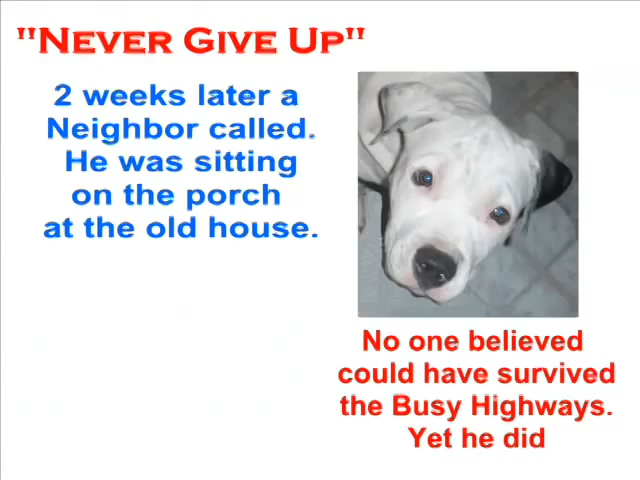 "NEVER GIVE UP"
2 weeks later a
Neighbor called.
He was sitting
on the porch
at the old house.
No one believed
could have survived
the Busy Highways.
Yet he did